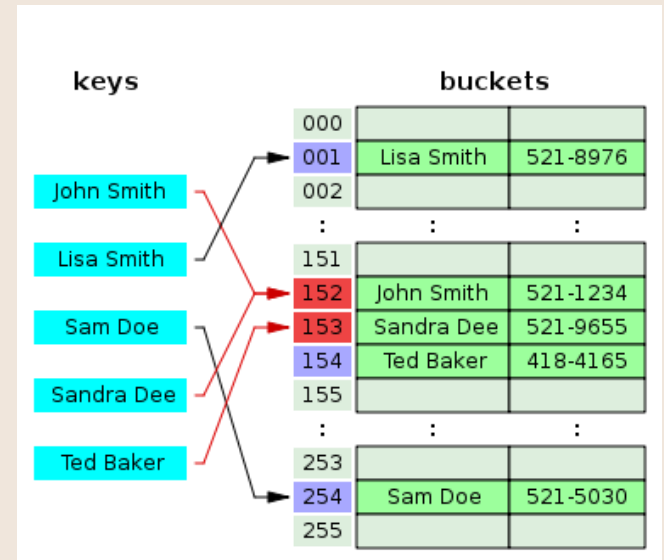 keys buckets
000
001 Lisa Smith 521-8976
John Smith 002
: : :
Lisa Smith 151
152 John Smith 521-1234
Sam Doe 153 Sandra Dee 521-9655
154 Ted Baker 418-4165
Sandra Dee 155
: : :
Ted Baker 253
254 Sam Doe 521-5030
255